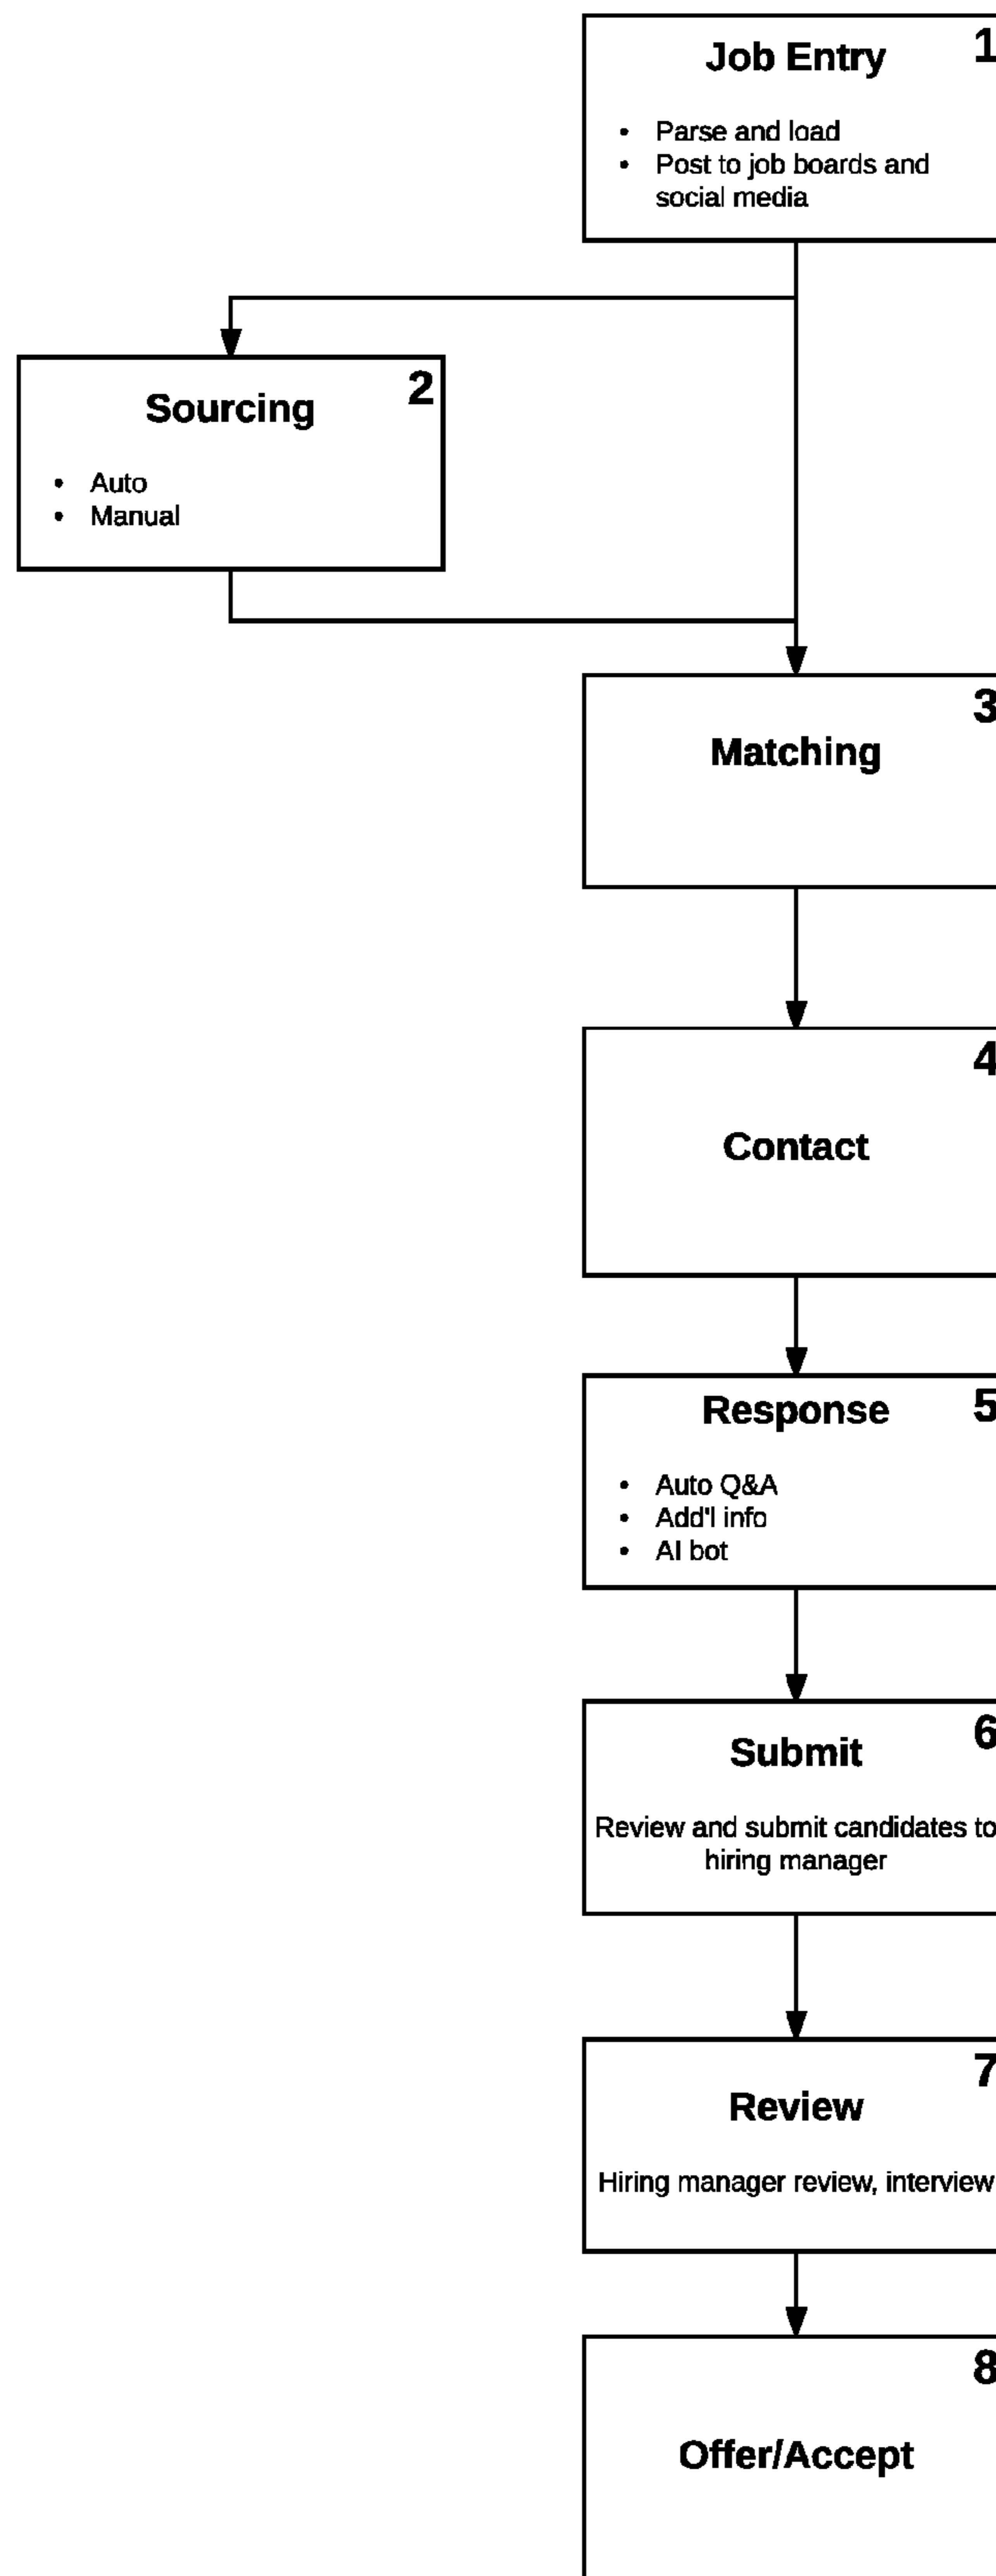 1
Job Entry
• Parse and load
• Post to job boards and
social media
2
Sourcing
• Auto
• Manual
3
Matching
4
Contact
5
Response
• Auto Q&A
• Add'l info
• AI bot
6
Submit
Review and submit candidates to
hiring manager
7
Review
Hiring manager review, interview
8
Offer/Accept